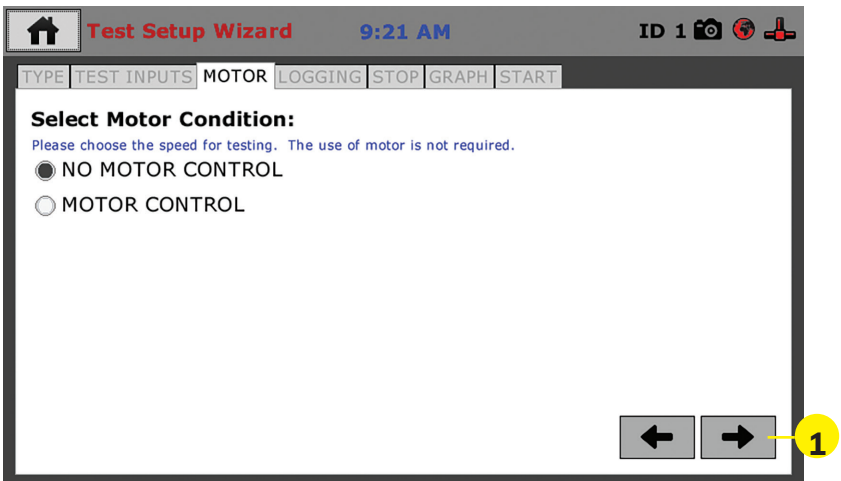 Test Setup Wizard 9:21 AM ID 1
TYPE TEST INPUTS MOTOR LOGGING STOP GRAPH START
Select Motor Condition:
Please choose the speed for testing. The use of motor is not required.
NO MOTOR CONTROL
MOTOR CONTROL
1